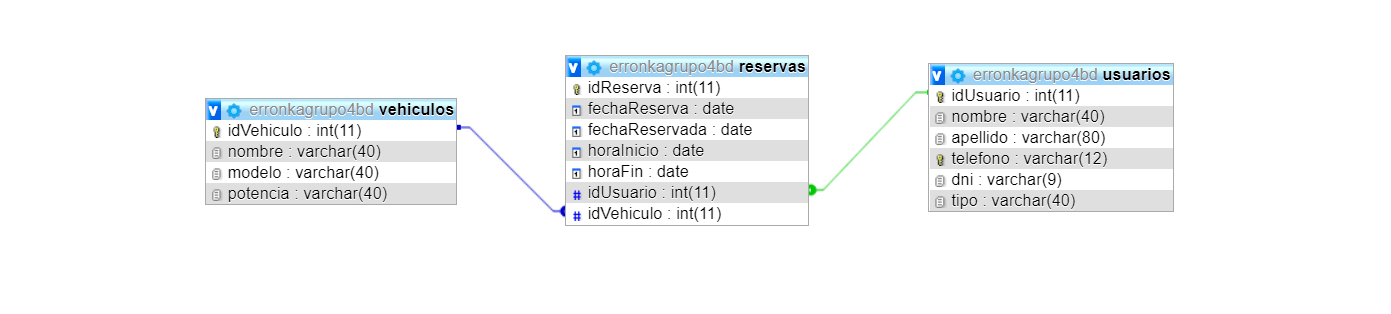 erronkagrupo4bd vehiculos
idVehiculo : int(11)
nombre : varchar(40)
modelo : varchar(40)
potencia : varchar(40)
erronkagrupo4bd reservas
idReserva : int(11)
fechaReserva : date
fechaReservada : date
horaInicio : date
horaFin : date
idUsuario : int(11)
idVehiculo : int(11)
erronkagrupo4bd usuarios
idUsuario : int(11)
nombre : varchar(40)
apellido : varchar(80)
telefono : varchar(12)
dni : varchar(9)
tipo : varchar(40)